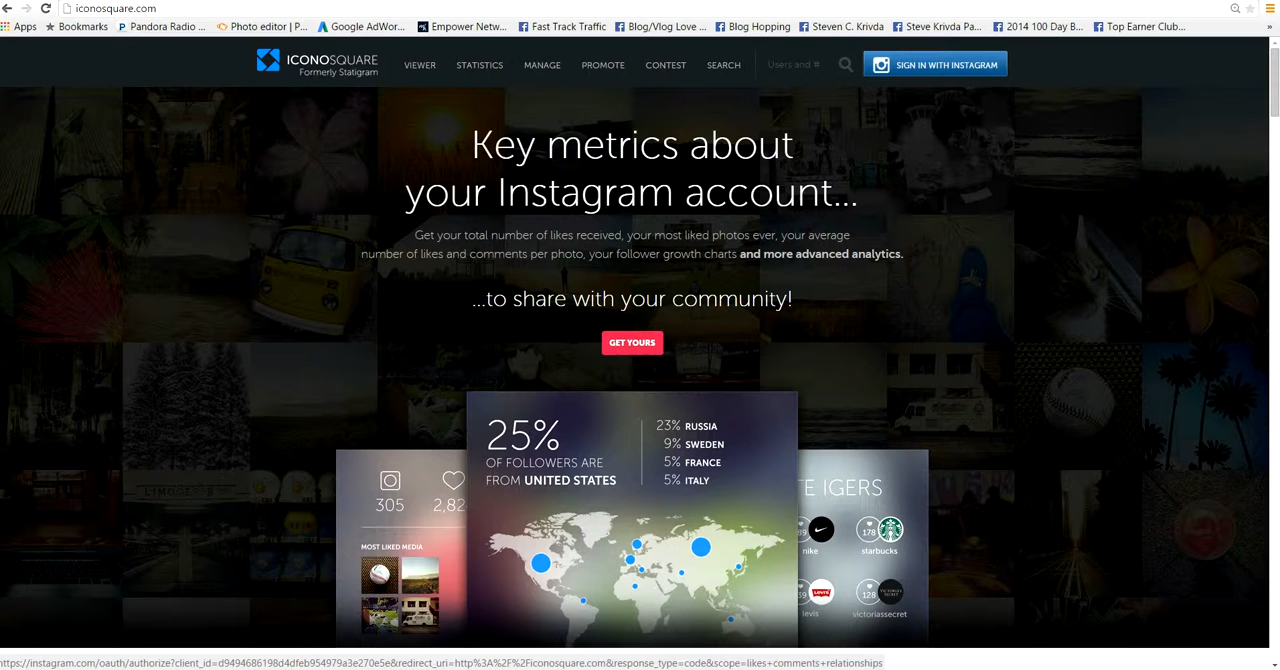 iconosquare.com
Apps Bookmarks Pandora Radio ... Photo editor | P... Google AdWor... Empower Netw... Fast Track Traffic Blog/Vlog Love ... Blog Hopping Steven C. Krivda Steve Krivda Pa... 2014 100 Day B... Top Earner Club... »
ICONOSQUARE
Formerly Statigram
VIEWER STATISTICS MANAGE PROMOTE CONTEST SEARCH Users and # SIGN IN WITH INSTAGRAM
Key metrics about
your Instagram account...
Get your total number of likes received, your most liked photos ever, your average
number of likes and comments per photo, your follower growth charts and more advanced analytics.
...to share with your community!
GET YOURS
25%
OF FOLLOWERS ARE
FROM UNITED STATES
23% RUSSIA
9% SWEDEN
5% FRANCE
5% ITALY
305 2,82
MOST LIKED MEDIA
TE IGERS
89 178
nike starbucks
39 LEVI'S 128
levis victoriassecret
https://instagram.com/oauth/authorize?client_id=d9494686198d4dfeb954979a3e270e5e&redirect_uri=http%3A%2F%2Ficonosquare.com&response_type=code&scope=likes+comments+relationships